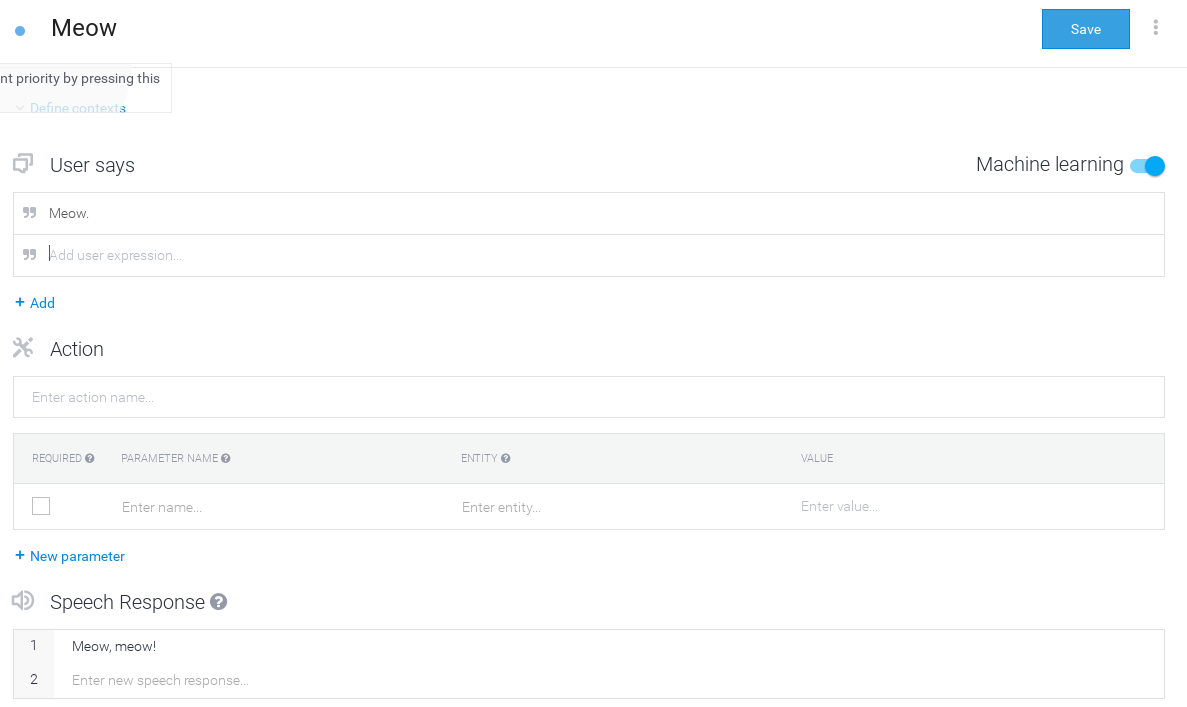 Meow
Save
nt priority by pressing this
Define contexts
User says
Machine learning
Meow.
Add user expression...
+ Add
Action
Enter action name...
REQUIRED ? PARAMETER NAME ? ENTITY ? VALUE
Enter name... Enter entity... Enter value...
+ New parameter
Speech Response ?
1 Meow, meow!
2 Enter new speech response...